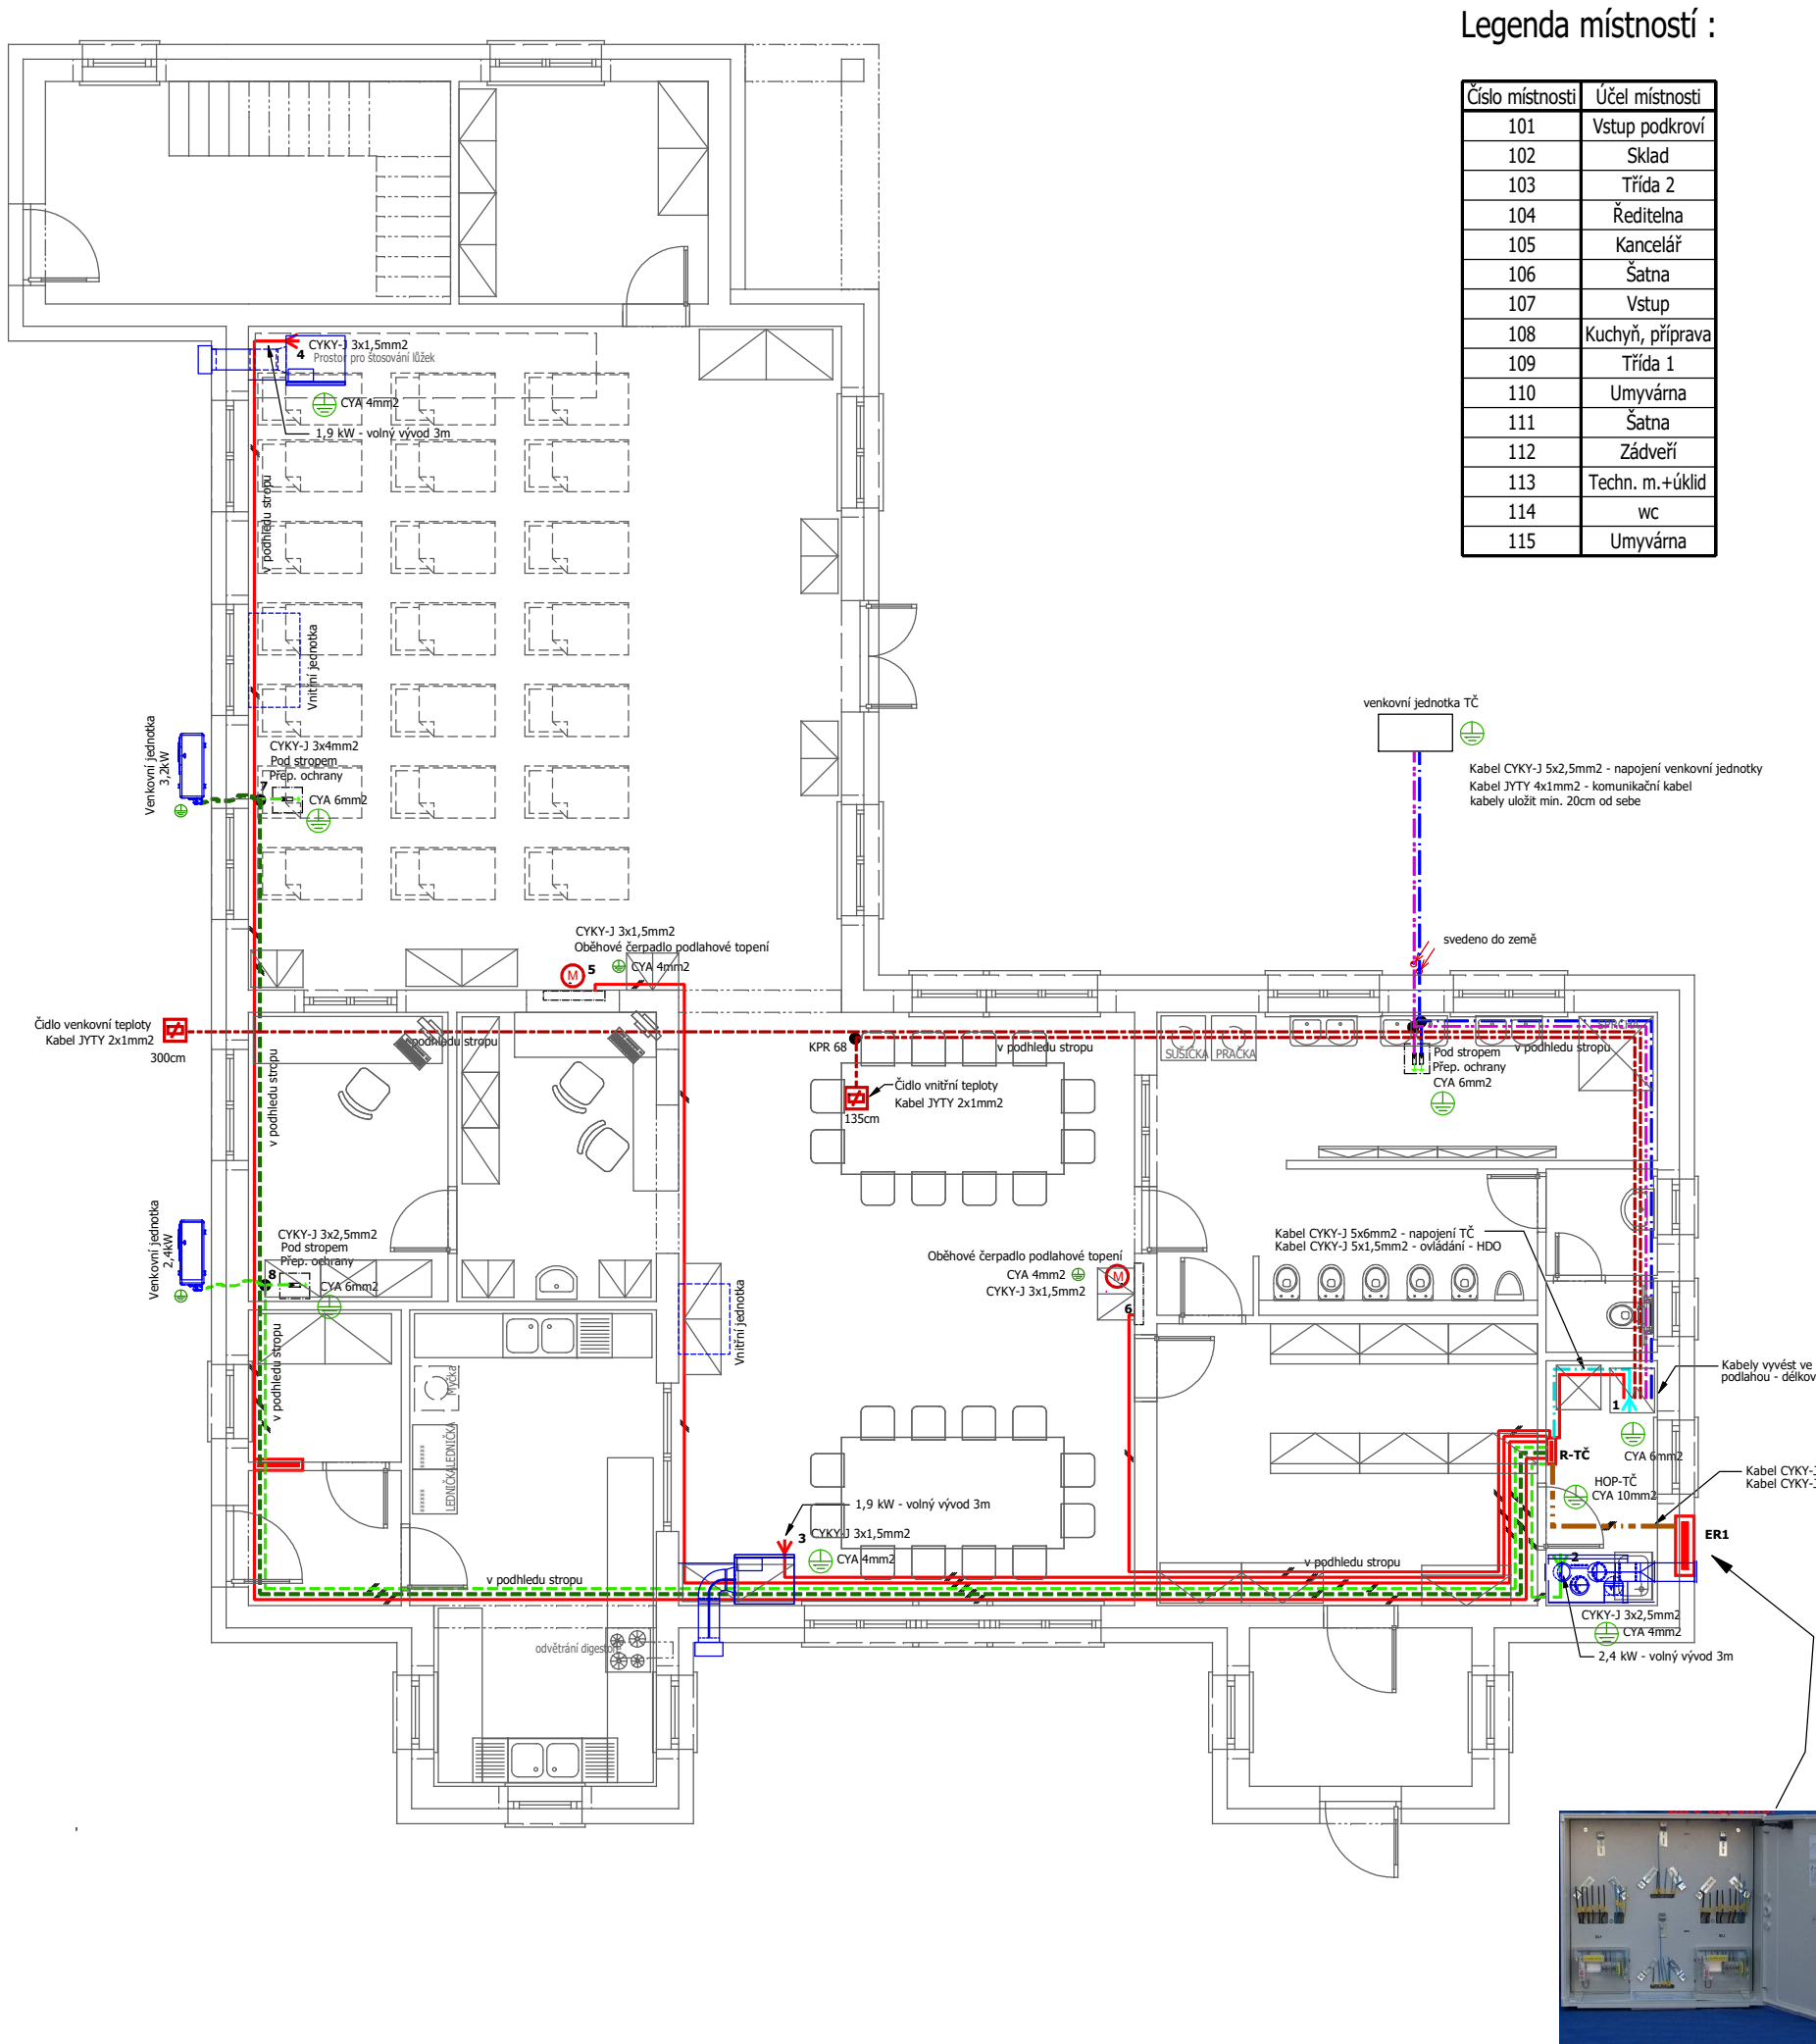 Legenda místností :
Číslo místnosti Účel místnosti
101 Vstup podkroví
102 Sklad
103 Třída 2
104 Ředitelna
105 Kancelář
106 Šatna
107 Vstup
108 Kuchyň, příprava
109 Třída 1
110 Umyvárna
111 Šatna
112 Zádveří
113 Techn. m.+úklid
114 wc
115 Umyvárna
CYKY-J 3x1,5mm2
4 Prostor pro štosování lůžek
CYA 4mm2
1,9 kW - volný vývod 3m
v podhledu stropu
Vnitřní jednotka
Venkovní jednotka
3,2kW
CYKY-J 3x4mm2
Pod stropem
Přep. ochrany
7
CYA 6mm2
venkovní jednotka TČ
Kabel CYKY-J 5x2,5mm2 - napojení venkovní jednotky
Kabel JYTY 4x1mm2 - komunikační kabel
kabely uložit min. 20cm od sebe
svedeno do země
CYKY-J 3x1,5mm2
Oběhové čerpadlo podlahové topení
M 5 CYA 4mm2
Čidlo venkovní teploty
Kabel JYTY 2x1mm2
300cm
v podhledu stropu
podhledu stropu
KPR 68
v podhledu stropu
Čidlo vnitřní teploty
Kabel JYTY 2x1mm2
135cm
SUŠIČKA PRAČKA
Pod stropem
Přep. ochrany
CYA 6mm2
v podhledu stropu
Venkovní jednotka
2,4kW
CYKY-J 3x2,5mm2
Pod stropem
Přep. ochrany
8
CYA 6mm2
v podhledu stropu
Vnitřní jednotka
Oběhové čerpadlo podlahové topení
CYA 4mm2 M
CYKY-J 3x1,5mm2
6
Kabel CYKY-J 5x6mm2 - napojení TČ
Kabel CYKY-J 5x1,5mm2 - ovládání - HDO
Kabely vyvést ve
podlahou - délkov
1
CYA 6mm2
R-TČ
HOP-TČ
CYA 10mm2
Kabel CYKY-J
Kabel CYKY-J
ER1
Myčka
LEDNIČKA
LEDNIČKA
1,9 kW - volný vývod 3m
CYKY-J 3x1,5mm2
3
CYA 4mm2
v podhledu stropu
v podhledu stropu
2
CYKY-J 3x2,5mm2
CYA 4mm2
2,4 kW - volný vývod 3m
odvětrání digestoř